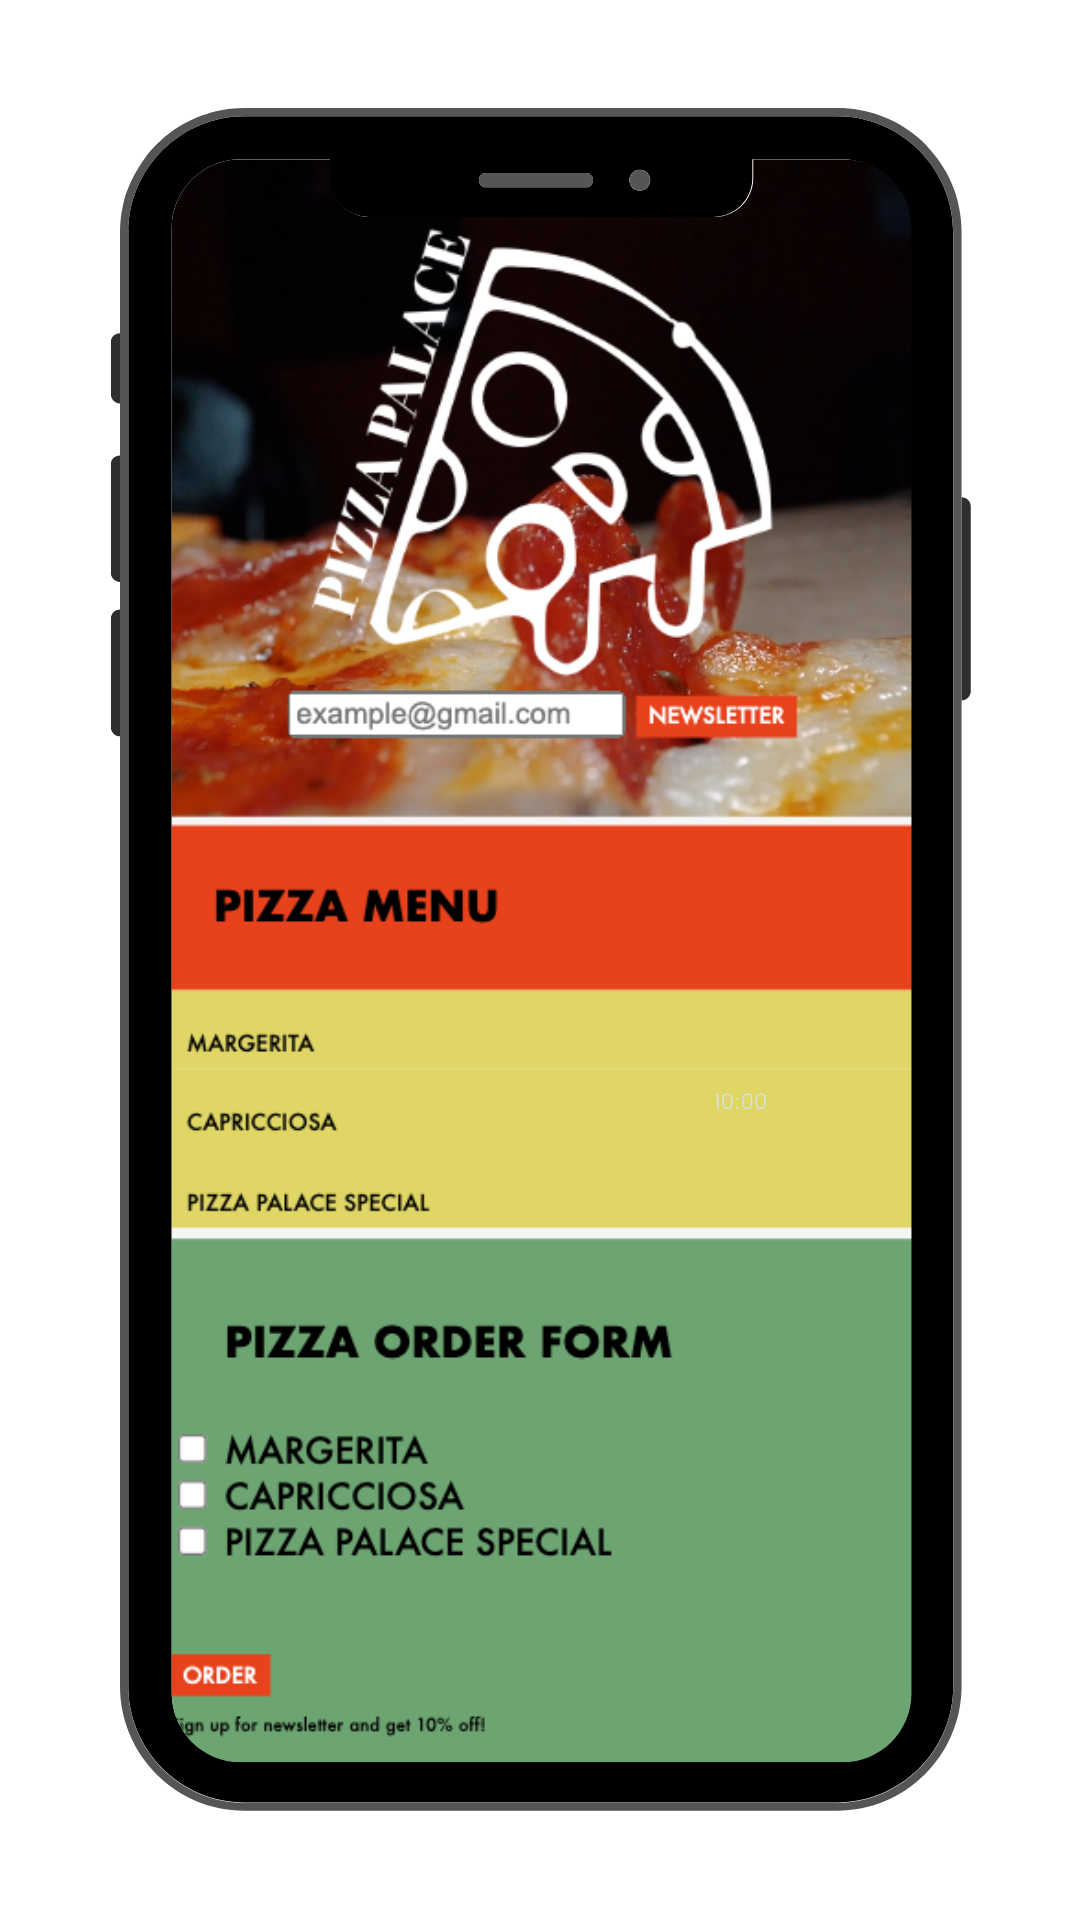 PIZZA PALACE
example@gmail.com
NEWSLETTER
PIZZA MENU
MARGERITA
10:00
CAPRICCIOSA
PIZZA PALACE SPECIAL
PIZZA ORDER FORM
MARGERITA
CAPRICCIOSA
PIZZA PALACE SPECIAL
ORDER
ign up for newsletter and get 10% off!